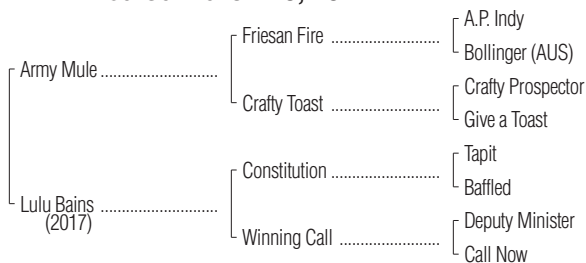 A.P. Indy
Friesan Fire ................................
Bollinger (AUS)
Army Mule ................................
Crafty Prospector
Crafty Toast ................................
Give a Toast
Tapit
Constitution ................................
Baffled
Lulu Bains ................................
(2017)
Deputy Minister
Winning Call ................................
Call Now